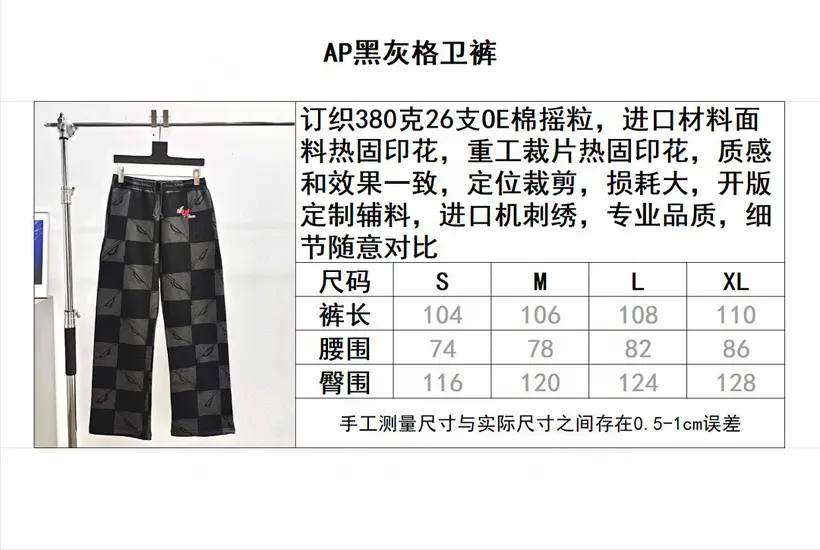 AP黑灰格卫裤
订织380克26支OE棉摇粒，进口材料面
料热固印花，重工裁片热固印花，质感
和效果一致，定位裁剪，损耗大，开版
定制辅料，进口机刺绣，专业品质，细
节随意对比
尺码 S M L XL
裤长 104 106 108 110
腰围 74 78 82 86
臀围 116 120 124 128
手工测量尺寸与实际尺寸之间存在0.5-1cm误差